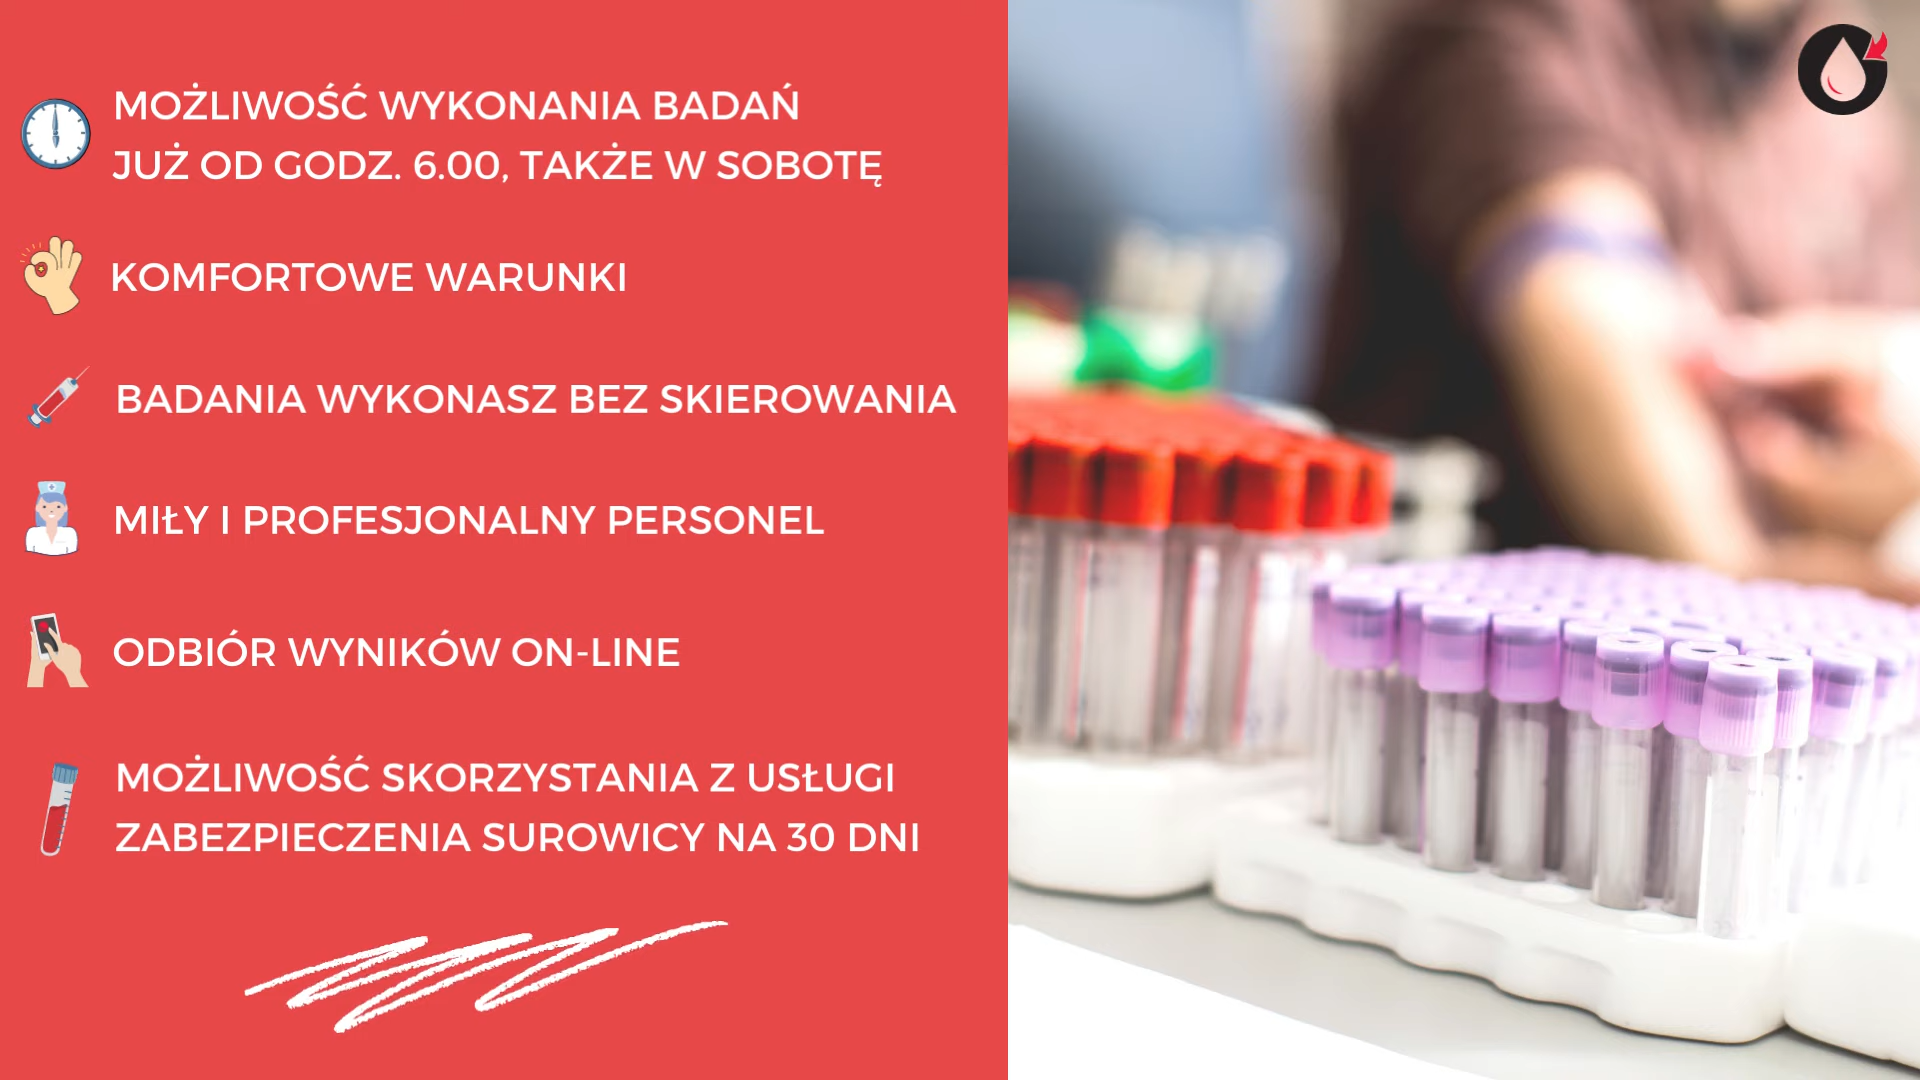 MOŻLIWOŚĆ WYKONANIA BADAŃ
JUŻ OD GODZ. 6.00, TAKŻE W SOBOTĘ
KOMFORTOWE WARUNKI
BADANIA WYKONASZ BEZ SKIEROWANIA
MIŁY I PROFESJONALNY PERSONEL
ODBIÓR WYNIKÓW ON-LINE
MOŻLIWOŚĆ SKORZYSTANIA Z USŁUGI
ZABEZPIECZENIA SUROWICY NA 30 DNI